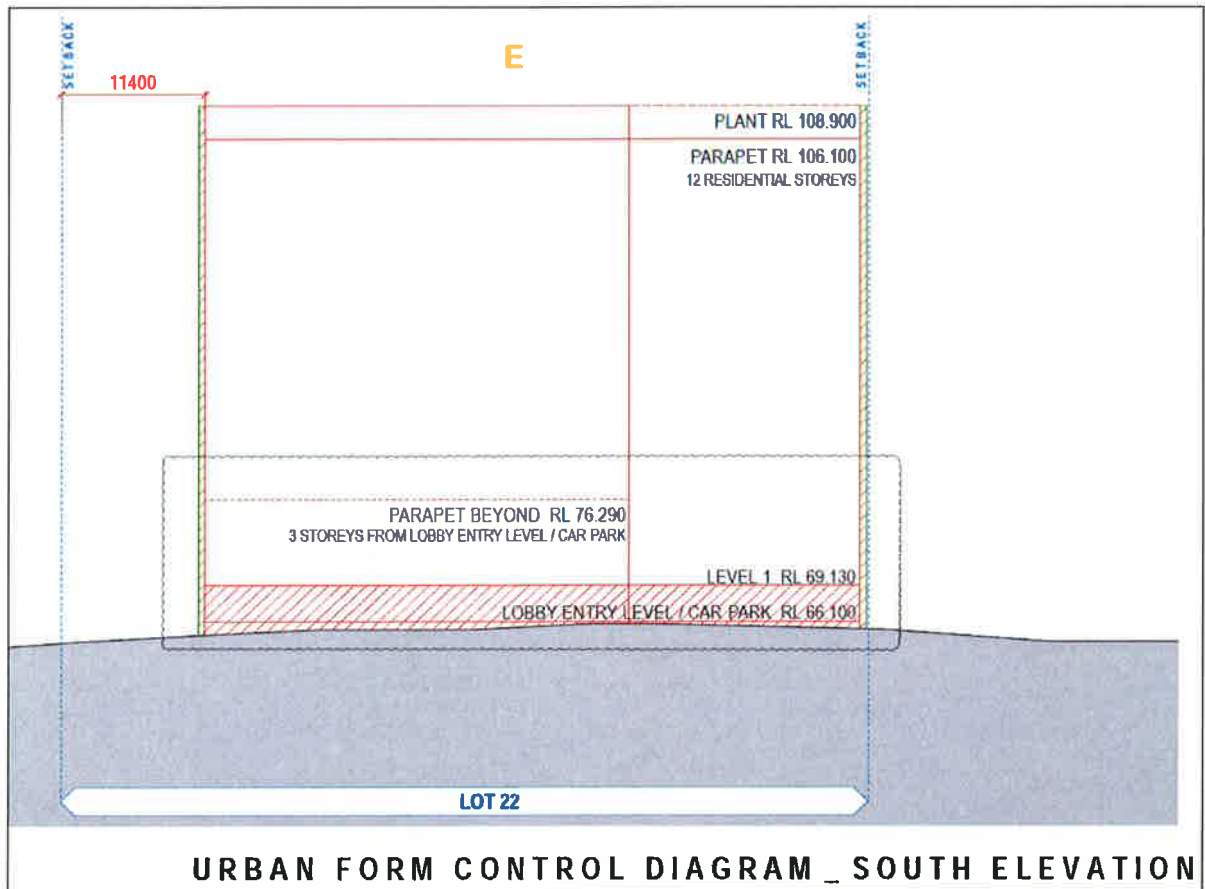 SETBACK
E
SETBACK
11400
PLANT RL 108.900
PARAPET RL 106.100
12 RESIDENTIAL STOREYS
PARAPET BEYOND RL 76.290
3 STOREYS FROM LOBBY ENTRY LEVEL / CAR PARK
LEVEL 1 RL 69.130
LOBBY ENTRY LEVEL / CAR PARK RL 66.100
LOT 22
URBAN FORM CONTROL DIAGRAM _ SOUTH ELEVATION